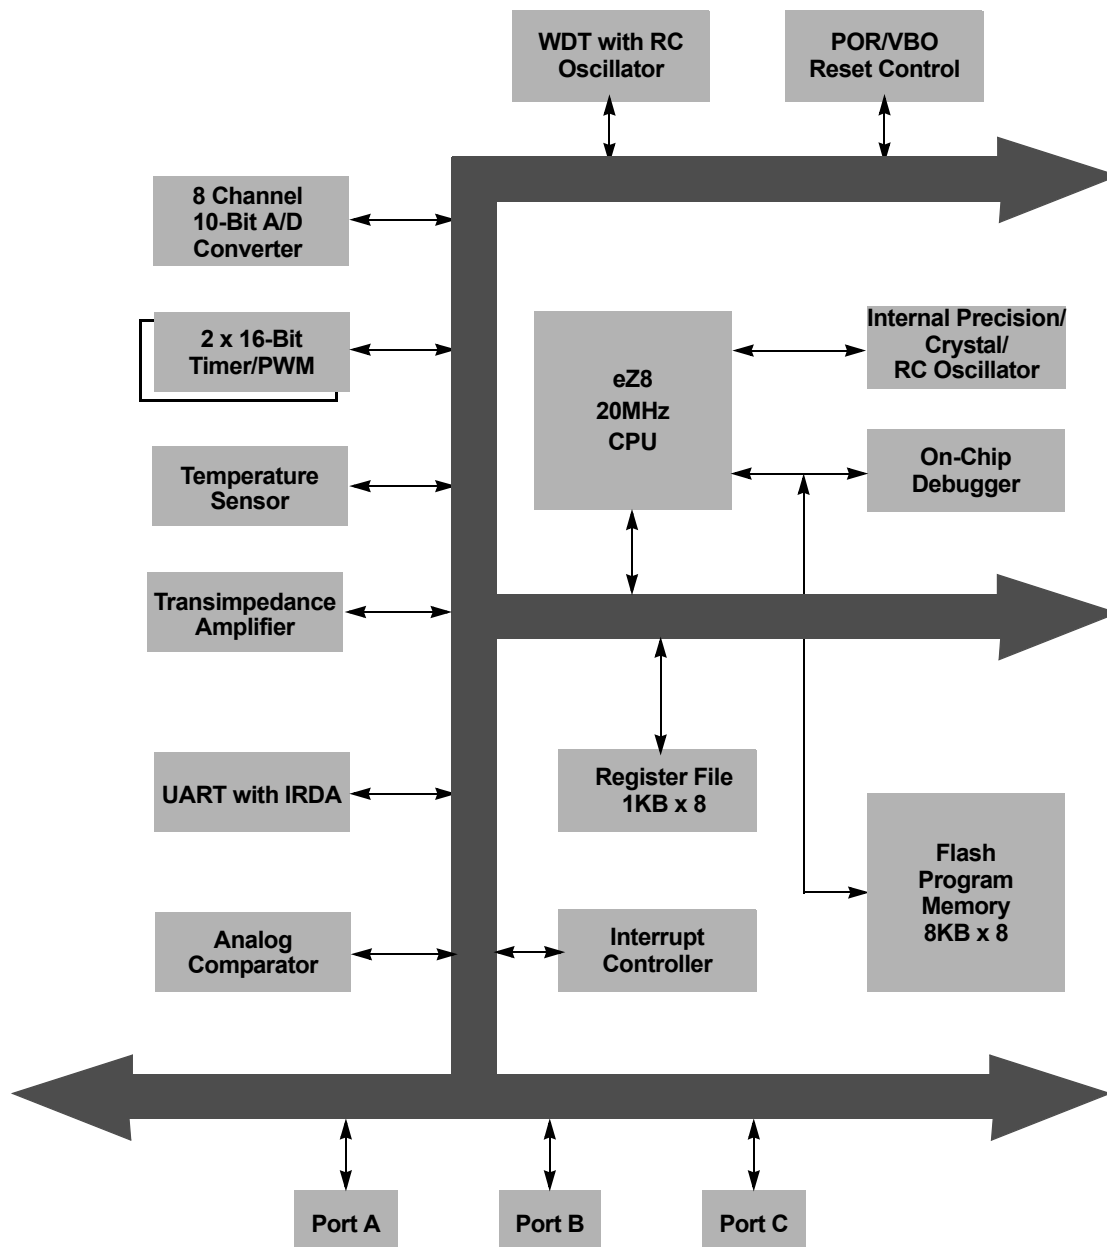 WDT with RC
Oscillator
POR/VBO
Reset Control
8 Channel
10-Bit A/D
Converter
2 x 16-Bit
Timer/PWM
Internal Precision/
Crystal/
RC Oscillator
eZ8
20MHz
CPU
On-Chip
Debugger
Temperature
Sensor
Transimpedance
Amplifier
UART with IRDA
Register File
1KB x 8
Flash
Program
Memory
8KB x 8
Analog
Comparator
Interrupt
Controller
Port A
Port B
Port C